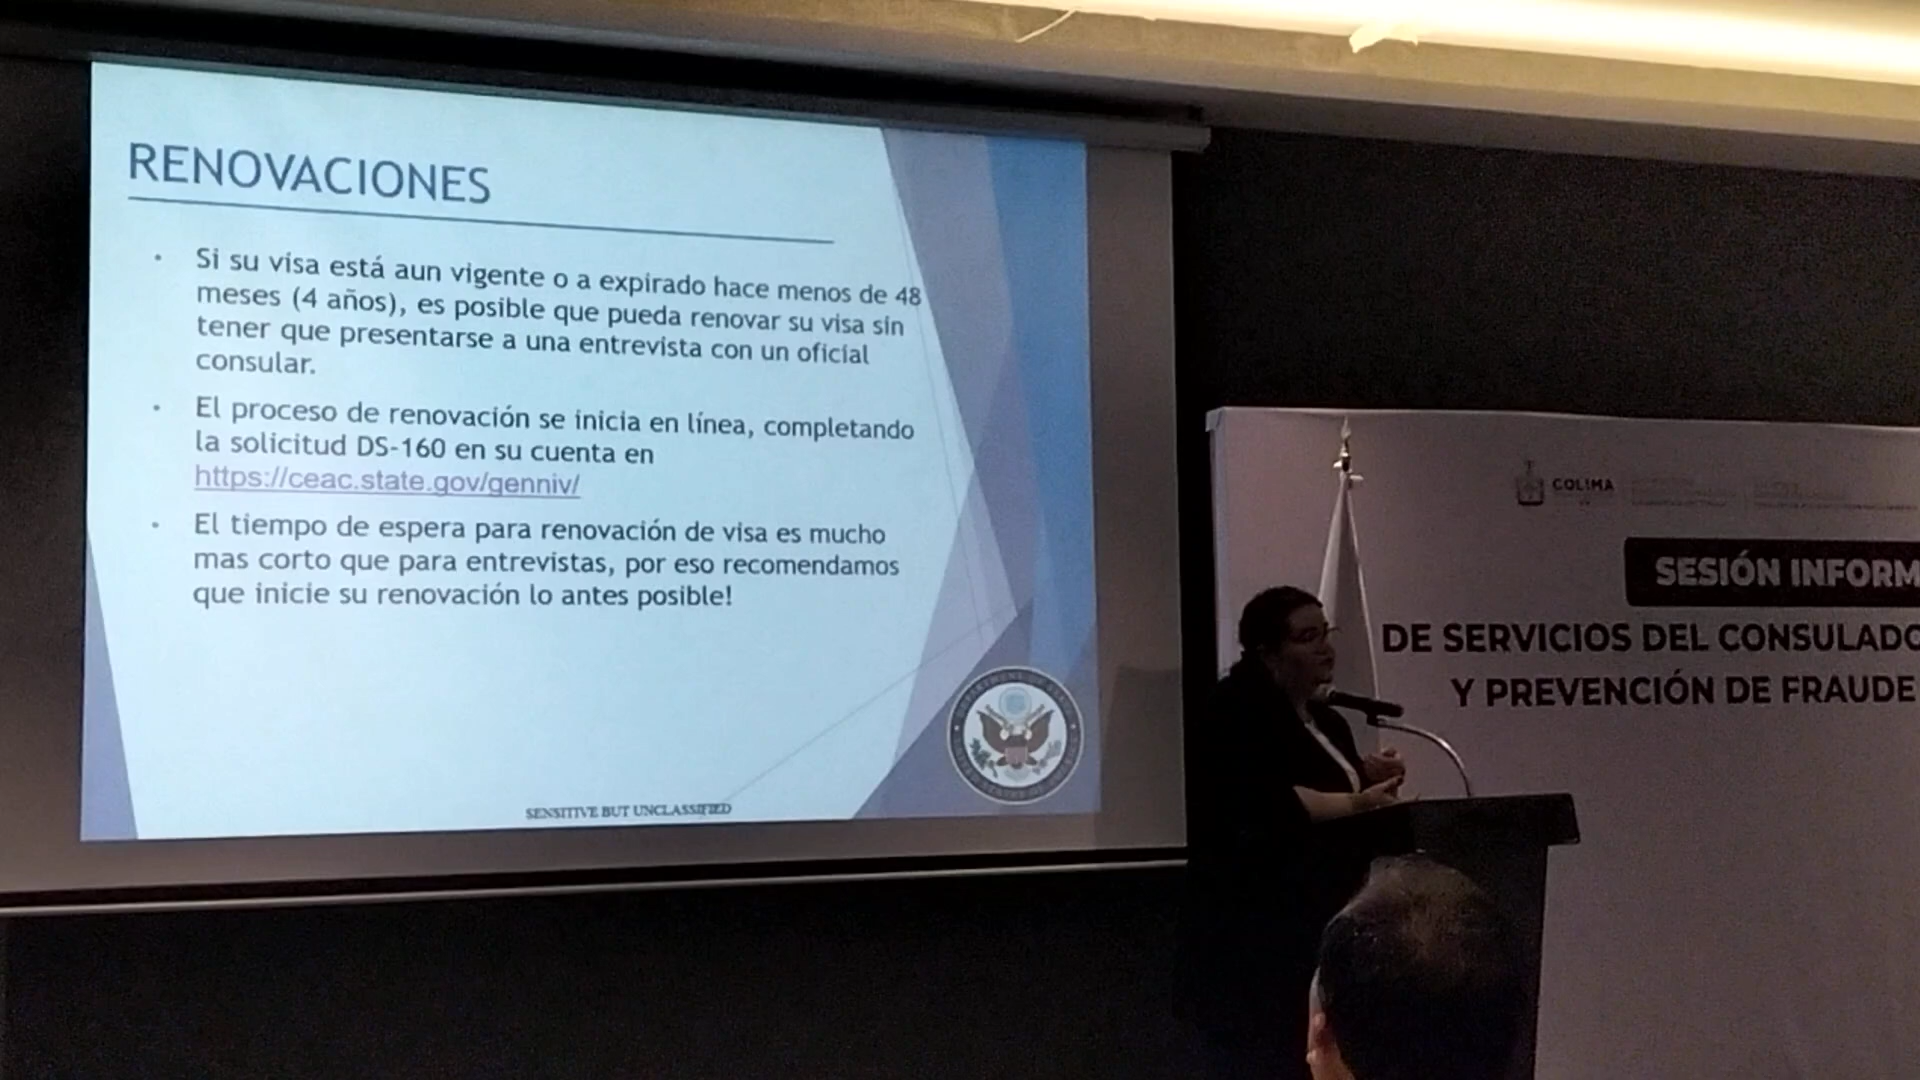 RENOVACIONES
Si su visa está aun vigente o a expirado hace menos de 48
meses (4 años), es posible que pueda renovar su visa sin
tener que presentarse a una entrevista con un oficial
consular.
El proceso de renovación se inicia en línea, completando
la solicitud DS-160 en su cuenta en
https://ceac.state.gov/genniv/
El tiempo de espera para renovación de visa es mucho
mas corto que para entrevistas, por eso recomendamos
que inicie su renovación lo antes posible!
SENSITIVE BUT UNCLASSIFIED
COLIMA
SESIÓN INFORM
DE SERVICIOS DEL CONSULADO
Y PREVENCIÓN DE FRAUDE